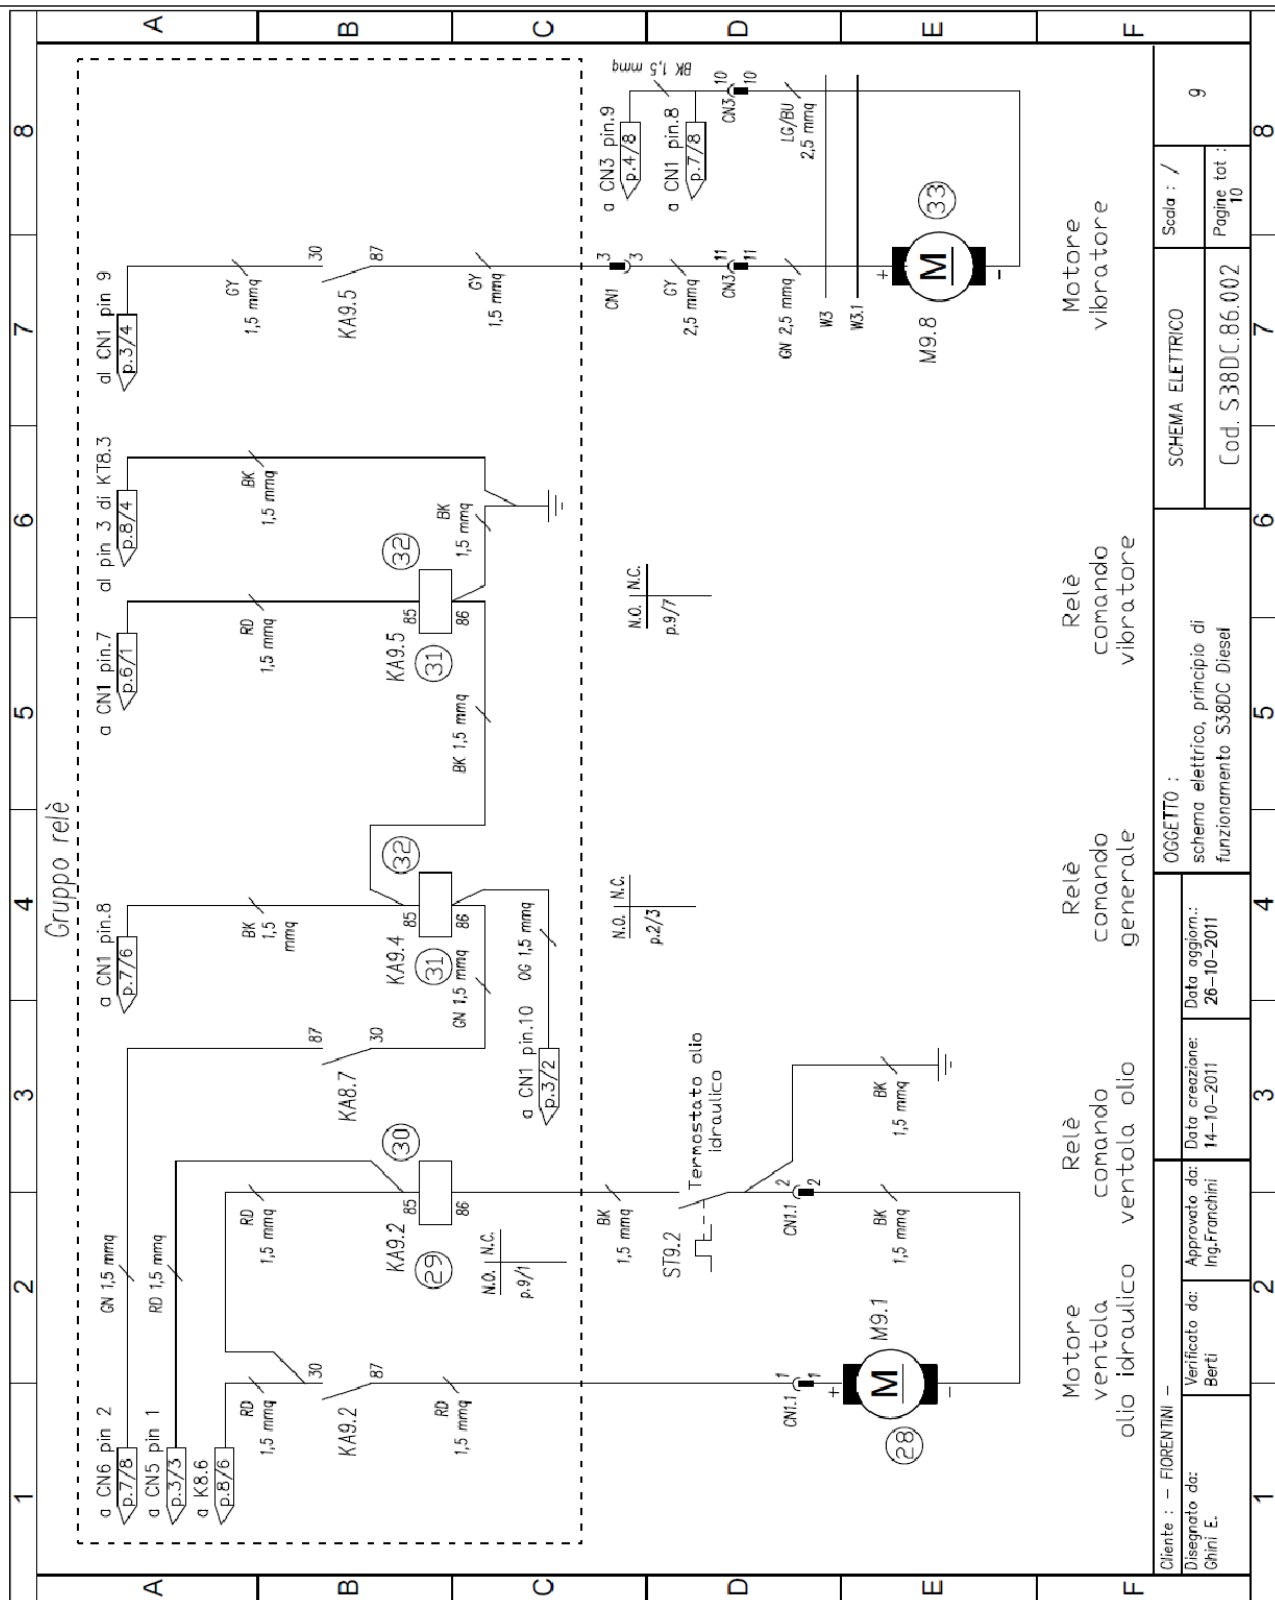 1
2
3
4
5
6
7
8
A
A
B
B
C
C
D
D
E
E
F
F
Gruppo relè
a CN6 pin 2
p.7/8
GN 1,5 mmq
a CN5 pin 1
p.3/3
RD 1,5 mmq
a K8.6
p.8/6
RD
1,5 mmq
30
KA9.2
87
RD
1,5 mmq
CN1.1
1
1
+
M
M9.1
-
28
RD
1,5 mmq
85
KA9.2
86
29
30
N.O.
N.C.
p.9/1
BK
1,5 mmq
ST9.2
Termostato olio
idraulico
CN1.1
2
2
BK
1,5 mmq
BK
1,5 mmq
87
KA8.7
30
GN 1,5 mmq
a CN1 pin.8
p.7/6
BK
1,5
mmq
85
KA9.4
86
31
32
OG 1,5 mmq
a CN1 pin.10
p.3/2
N.O.
N.C.
p.2/3
BK 1,5 mmq
a CN1 pin.7
p.6/1
RD
1,5 mmq
85
KA9.5
86
31
32
N.O.
N.C.
p.9/7
al pin 3 di KT8.3
p.8/4
BK
1,5 mmq
BK
1,5 mmq
al CN1 pin 9
p.3/4
GY
1,5 mmq
30
KA9.5
87
GY
1,5 mmq
CN1
3
3
GY
2,5 mmq
CN3
11
11
GN 2,5 mmq
W3
W3.1
+
M
M9.8
-
33
a CN3 pin.9
p.4/8
BK 1,5 mmq
a CN1 pin.8
p.7/8
CN3
10
10
LG/BU
2,5 mmq
Motore
ventola
olio idraulico
Relè
comando
ventola olio
Relè
comando
generale
Relè
comando
vibratore
Motore
vibratore
Cliente : - FIORENTINI -
Disegnato da:
Ghini E.
Verificato da:
Berti
Approvato da:
Ing.Franchini
Data creazione:
14-10-2011
Data aggiorn.:
26-10-2011
OGGETTO :
schema elettrico, principio di
funzionamento S38DC Diesel
SCHEMA ELETTRICO
Cod. S38DC.86.002
Scala : /
9
Pagine tot :
10
1
2
3
4
5
6
7
8